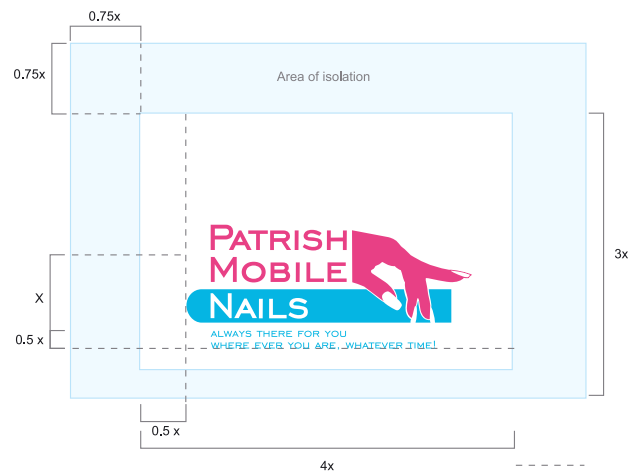 0.75x
0.75x
Area of isolation
PATRISH
MOBILE
NAILS
ALWAYS THERE FOR YOU
WHERE EVER YOU ARE, WHATEVER TIME!
3x
X
0.5 x
0.5 x
4x